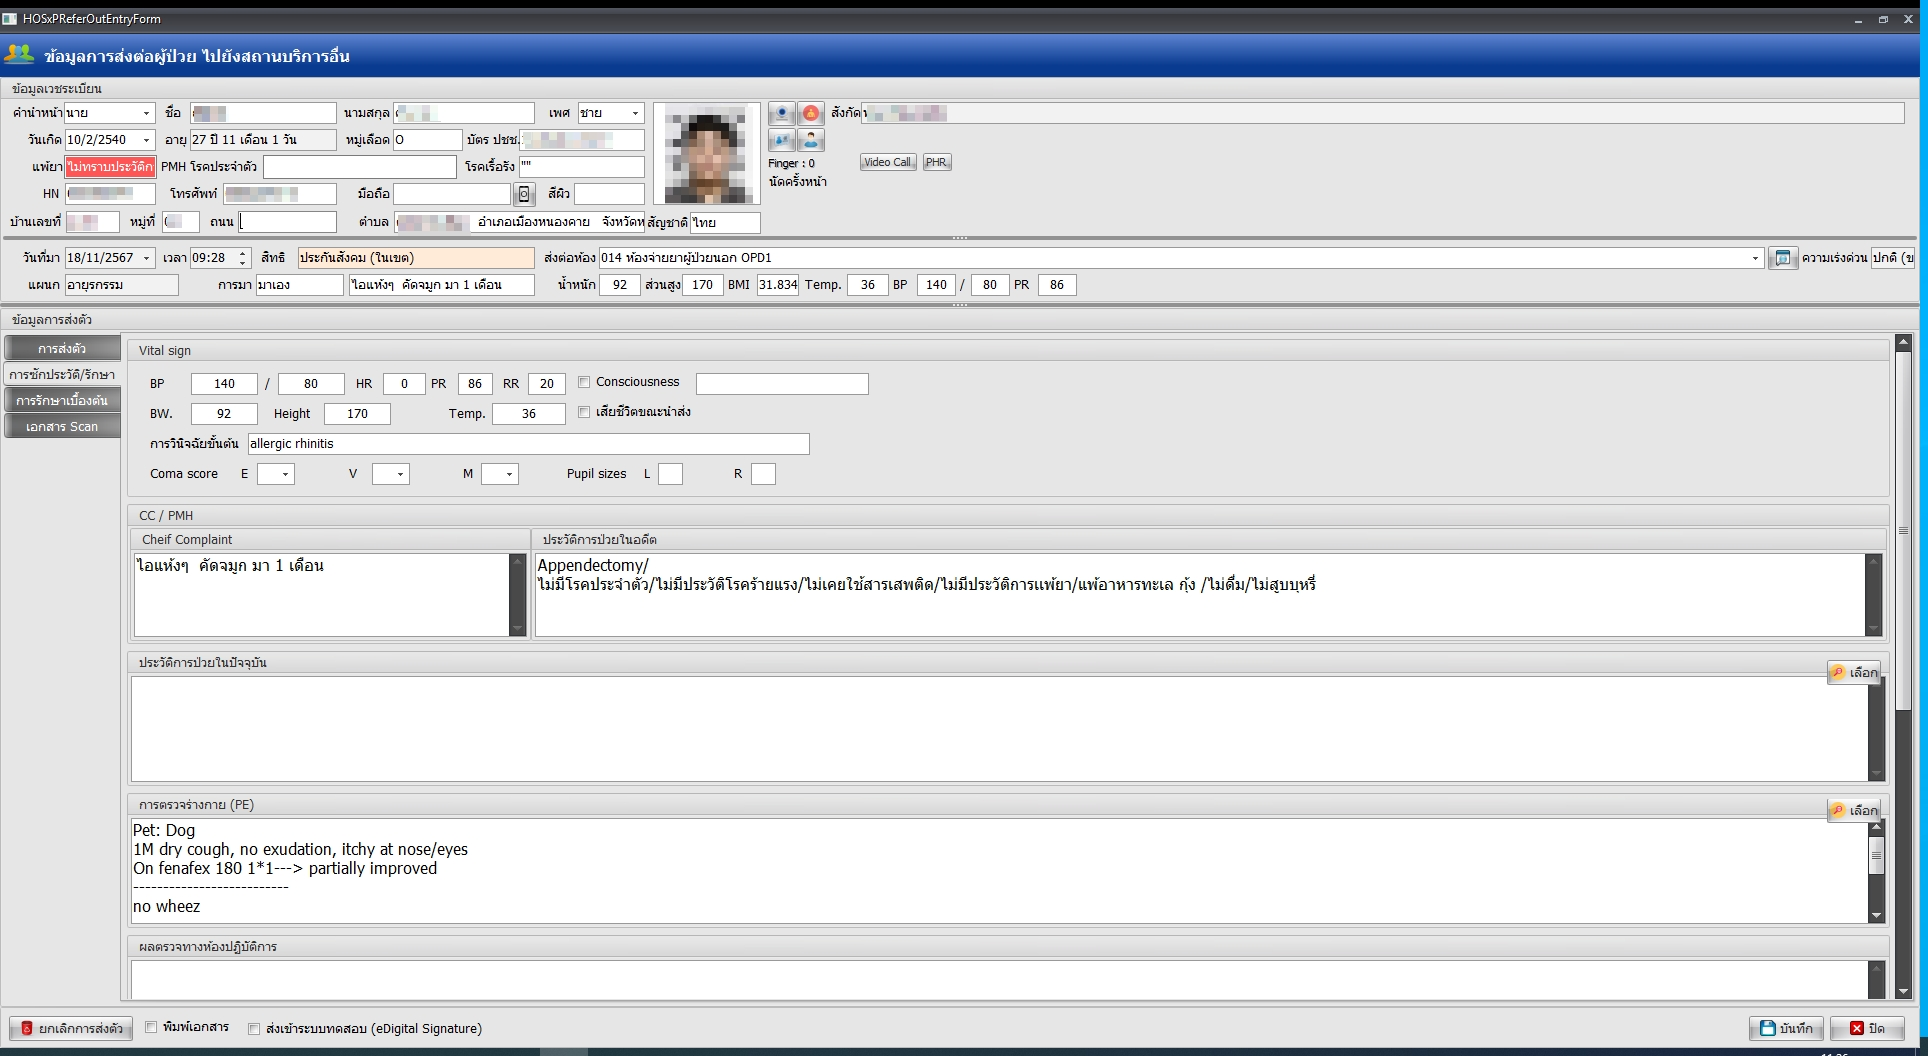 HOSxPReferOutEntryForm
ข้อมูลการส่งต่อผู้ป่วย ไปยังสถานบริการอื่น
ข้อมูลเวชระเบียน
คำนำหน้า นาย ชื่อ นามสกุล เพศ ชาย สังกัด
วันเกิด 10/2/2540 อายุ 27 ปี 11 เดือน 1 วัน หมู่เลือด O บัตร ปชช.
แพ้ยา ไม่ทราบประวัติก PMH โรคประจำตัว โรคเรื้อรัง "" Finger : 0 Video Call PHR
HN โทรศัพท์ มือถือ สีผิว นัดครั้งหน้า
บ้านเลขที่ หมู่ที่ ถนน ตำบล อำเภอเมืองหนองคาย จังหวัดห สัญชาติ ไทย
วันที่มา 18/11/2567 เวลา 09:28 สิทธิ ประกันสังคม (ในเขต) ส่งต่อห้อง 014 ห้องจ่ายยาผู้ป่วยนอก OPD1 ความเร่งด่วน ปกติ (ข
แผนก อายุรกรรม การมา มาเอง ไอแห้งๆ คัดจมูก มา 1 เดือน น้ำหนัก 92 ส่วนสูง 170 BMI 31.834 Temp. 36 BP 140 / 80 PR 86
ข้อมูลการส่งตัว
การส่งตัว
การซักประวัติ/รักษา
การรักษาเบื้องต้น
เอกสาร Scan
Vital sign
BP 140 / 80 HR 0 PR 86 RR 20 Consciousness
BW. 92 Height 170 Temp. 36 เสียชีวิตขณะนำส่ง
การวินิจฉัยขั้นต้น allergic rhinitis
Coma score E V M Pupil sizes L R
CC / PMH
Cheif Complaint ประวัติการป่วยในอดีต
ไอแห้งๆ คัดจมูก มา 1 เดือน
Appendectomy/
ไม่มีโรคประจำตัว/ไม่มีประวัติโรคร้ายแรง/ไม่เคยใช้สารเสพติด/ไม่มีประวัติการแพ้ยา/แพ้อาหารทะเล กุ้ง /ไม่ดื่ม/ไม่สูบบุหรี่
ประวัติการป่วยในปัจจุบัน
เลือก
การตรวจร่างกาย (PE)
เลือก
Pet: Dog
1M dry cough, no exudation, itchy at nose/eyes
On fenafex 180 1*1---> partially improved
--------------------------
no wheez
ผลตรวจทางห้องปฏิบัติการ
ยกเลิกการส่งตัว พิมพ์เอกสาร ส่งเข้าระบบทดสอบ (eDigital Signature) บันทึก ปิด